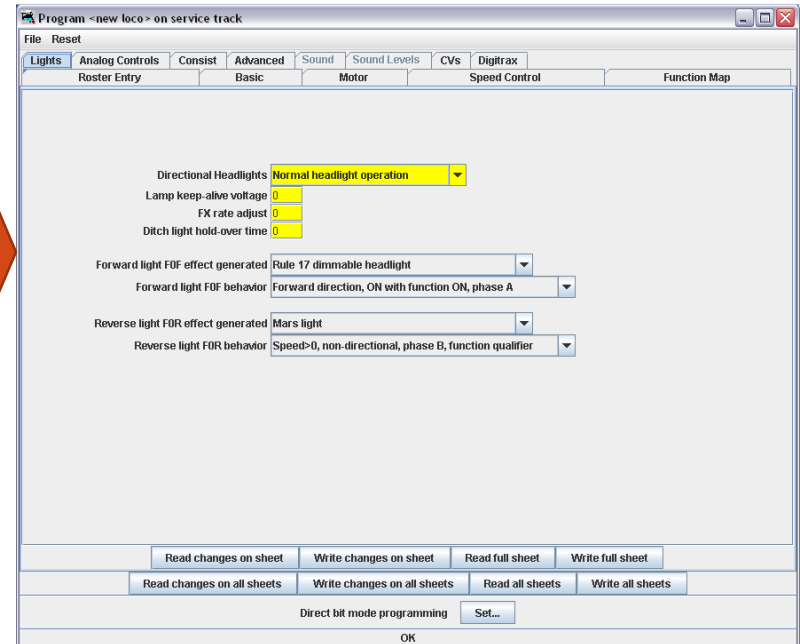 Program <new loco> on service track
File Reset
Lights Analog Controls Consist Advanced Sound Sound Levels CVs Digitrax
Roster Entry Basic Motor Speed Control Function Map
Directional Headlights Normal headlight operation
Lamp keep-alive voltage 0
FX rate adjust 0
Ditch light hold-over time 0
Forward light F0F effect generated Rule 17 dimmable headlight
Forward light F0F behavior Forward direction, ON with function ON, phase A
Reverse light F0R effect generated Mars light
Reverse light F0R behavior Speed>0, non-directional, phase B, function qualifier
Read changes on sheet Write changes on sheet Read full sheet Write full sheet
Read changes on all sheets Write changes on all sheets Read all sheets Write all sheets
Direct bit mode programming Set...
OK